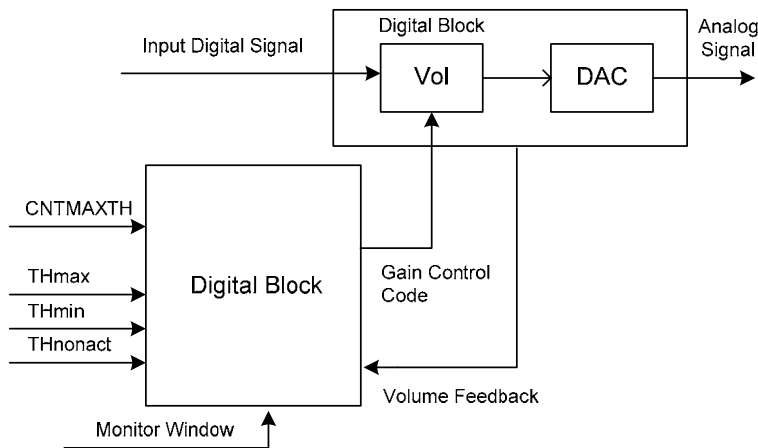 Input Digital Signal
Digital Block
Analog
Signal
Vol
DAC
CNTMAXTH
THmax
THmin
THnonact
Digital Block
Gain Control
Code
Volume Feedback
Monitor Window